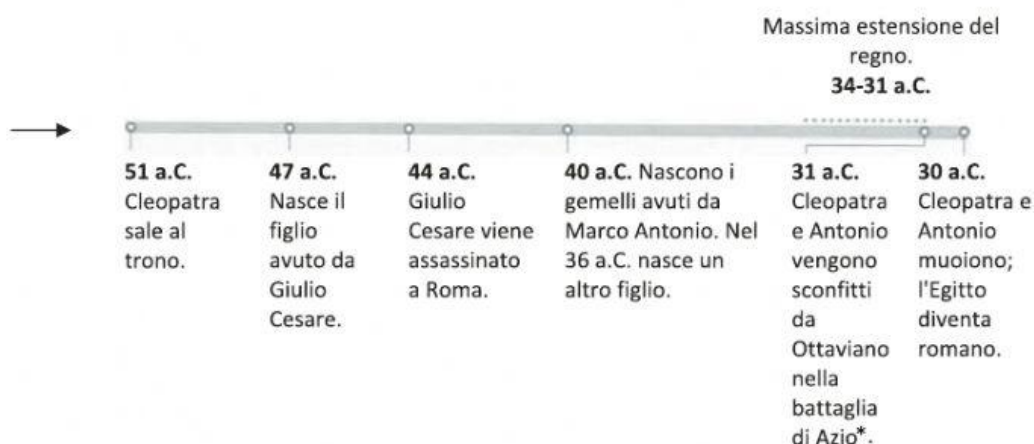 Massima estensione del
regno.
34-31 a.C.
51 a.C.
Cleopatra
sale al
trono.
47 a.C.
Nasce il
figlio
avuto da
Giulio
Cesare.
44 a.C.
Giulio
Cesare viene
assassinato
a Roma.
40 a.C. Nascono i
gemelli avuti da
Marco Antonio. Nel
36 a.C. nasce un
altro figlio.
31 a.C.
Cleopatra
e Antonio
vengono
sconfitti
da
Ottaviano
nella
battaglia
di Azio*.
30 a.C.
Cleopatra e
Antonio
muoiono;
l'Egitto
diventa
romano.